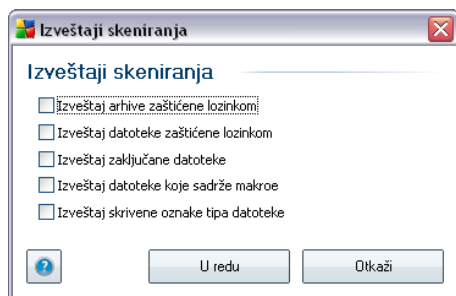 Izveštaji skeniranja
Izveštaji skeniranja
Izveštaj arhive zaštićene lozinkom
Izveštaj datoteke zaštićene lozinkom
Izveštaj zaključane datoteke
Izveštaj datoteke koje sadrže makroe
Izveštaj skrivene oznake tipa datoteke
?
U redu
Otkaži